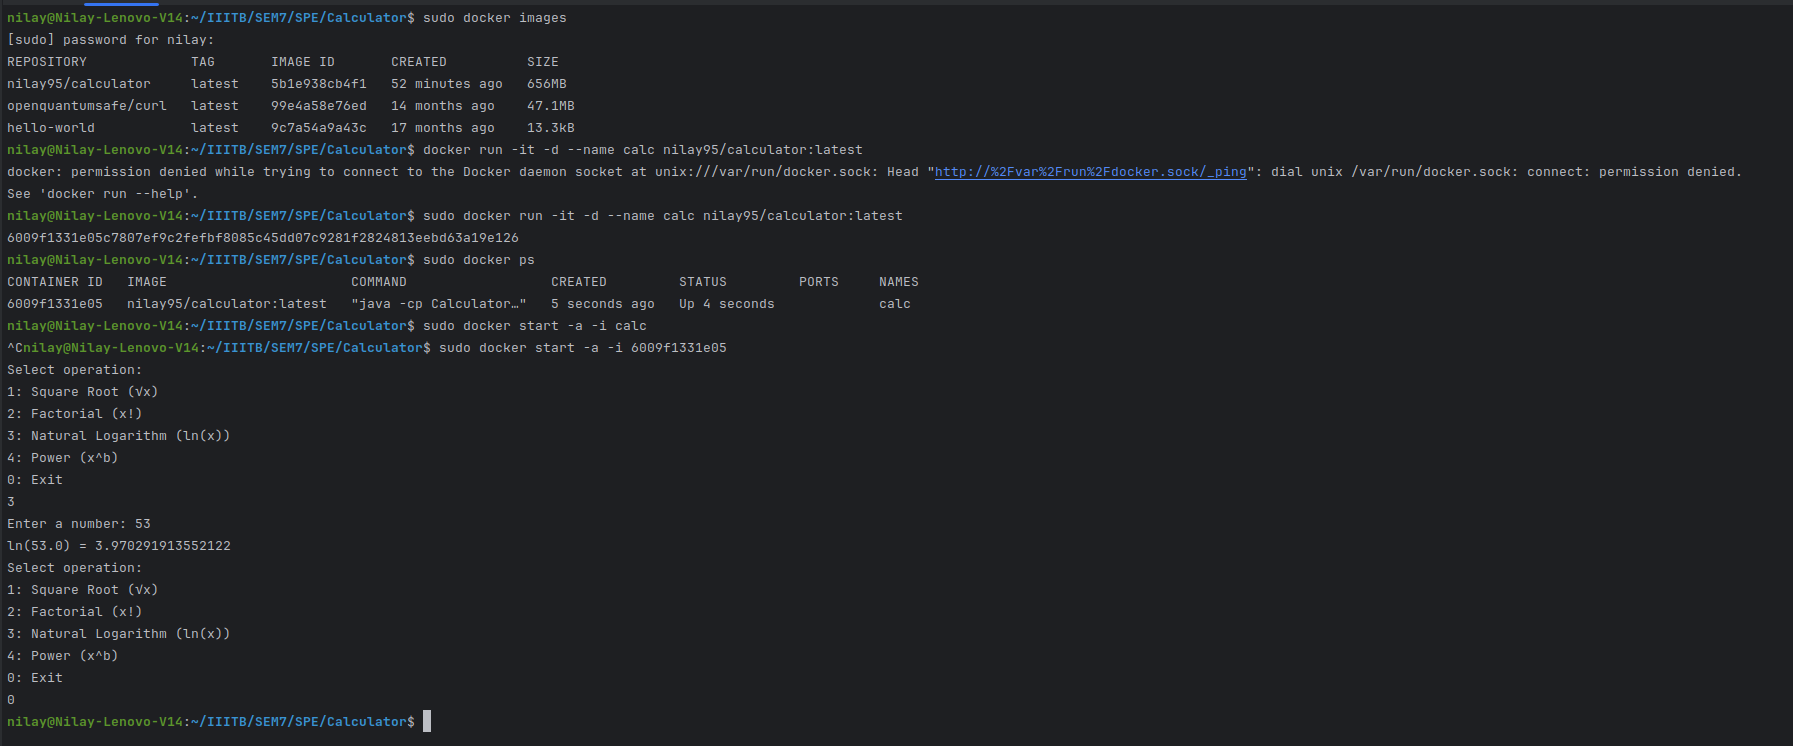 nilay@Nilay-Lenovo-V14:~/IIITB/SEM7/SPE/Calculator$ sudo docker images
[sudo] password for nilay:
REPOSITORY             TAG       IMAGE ID       CREATED          SIZE
nilay95/calculator     latest    5b1e938cb4f1   52 minutes ago   656MB
openquantumsafe/curl   latest    99e4a58e76ed   14 months ago    47.1MB
hello-world            latest    9c7a54a9a43c   17 months ago    13.3kB
nilay@Nilay-Lenovo-V14:~/IIITB/SEM7/SPE/Calculator$ docker run -it -d --name calc nilay95/calculator:latest
docker: permission denied while trying to connect to the Docker daemon socket at unix:///var/run/docker.sock: Head "http://%2Fvar%2Frun%2Fdocker.sock/_ping": dial unix /var/run/docker.sock: connect: permission denied.
See 'docker run --help'.
nilay@Nilay-Lenovo-V14:~/IIITB/SEM7/SPE/Calculator$ sudo docker run -it -d --name calc nilay95/calculator:latest
6009f1331e05c7807ef9c2fefbf8085c45dd07c9281f2824813eebd63a19e126
nilay@Nilay-Lenovo-V14:~/IIITB/SEM7/SPE/Calculator$ sudo docker ps
CONTAINER ID   IMAGE                       COMMAND                  CREATED         STATUS         PORTS     NAMES
6009f1331e05   nilay95/calculator:latest   "java -cp Calculator…"   5 seconds ago   Up 4 seconds             calc
nilay@Nilay-Lenovo-V14:~/IIITB/SEM7/SPE/Calculator$ sudo docker start -a -i calc
^Cnilay@Nilay-Lenovo-V14:~/IIITB/SEM7/SPE/Calculator$ sudo docker start -a -i 6009f1331e05
Select operation:
1: Square Root (√x)
2: Factorial (x!)
3: Natural Logarithm (ln(x))
4: Power (x^b)
0: Exit
3
Enter a number: 53
ln(53.0) = 3.970291913552122
Select operation:
1: Square Root (√x)
2: Factorial (x!)
3: Natural Logarithm (ln(x))
4: Power (x^b)
0: Exit
0
nilay@Nilay-Lenovo-V14:~/IIITB/SEM7/SPE/Calculator$